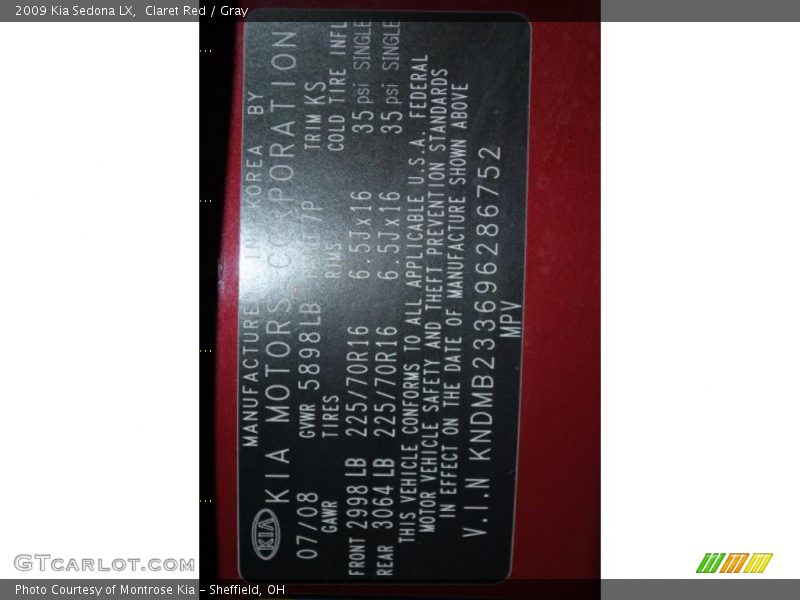 2009 Kia Sedona LX, Claret Red / Gray
MANUFACTURED IN KOREA BY
KIA KIA MOTORS CORPORATION
07/08 GVWR 5898LB 7P TRIM KS
GAWR TIRES RIMS COLD TIRE INFL
FRONT 2998 LB 225/70R16 6.5Jx16 35 psi SINGLE
REAR 3064 LB 225/70R16 6.5Jx16 35 psi SINGLE
THIS VEHICLE CONFORMS TO ALL APPLICABLE U.S.A. FEDERAL
MOTOR VEHICLE SAFETY AND THEFT PREVENTION STANDARDS
IN EFFECT ON THE DATE OF MANUFACTURE SHOWN ABOVE
V.I.N KNDMB233696286752
MPV
GTcarlot.com
Photo Courtesy of Montrose Kia – Sheffield, OH